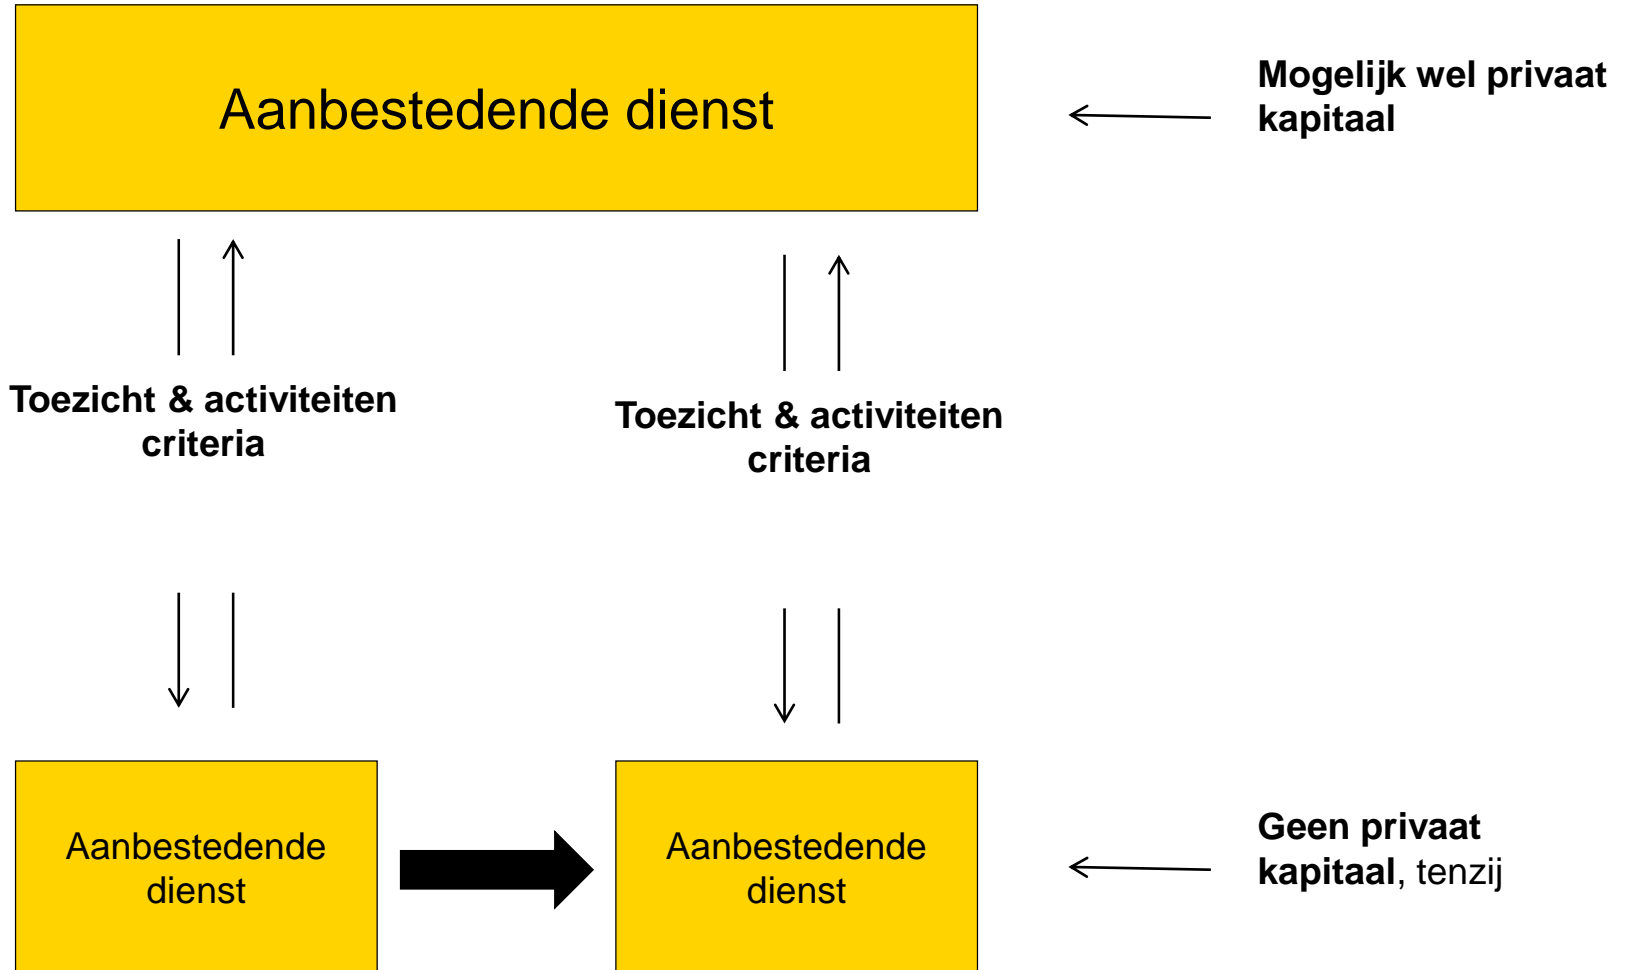 Aanbestedende dienst
Mogelijk wel privaat
kapitaal
Toezicht & activiteiten
criteria
Toezicht & activiteiten
criteria
Aanbestedende
dienst
Aanbestedende
dienst
Geen privaat
kapitaal, tenzij